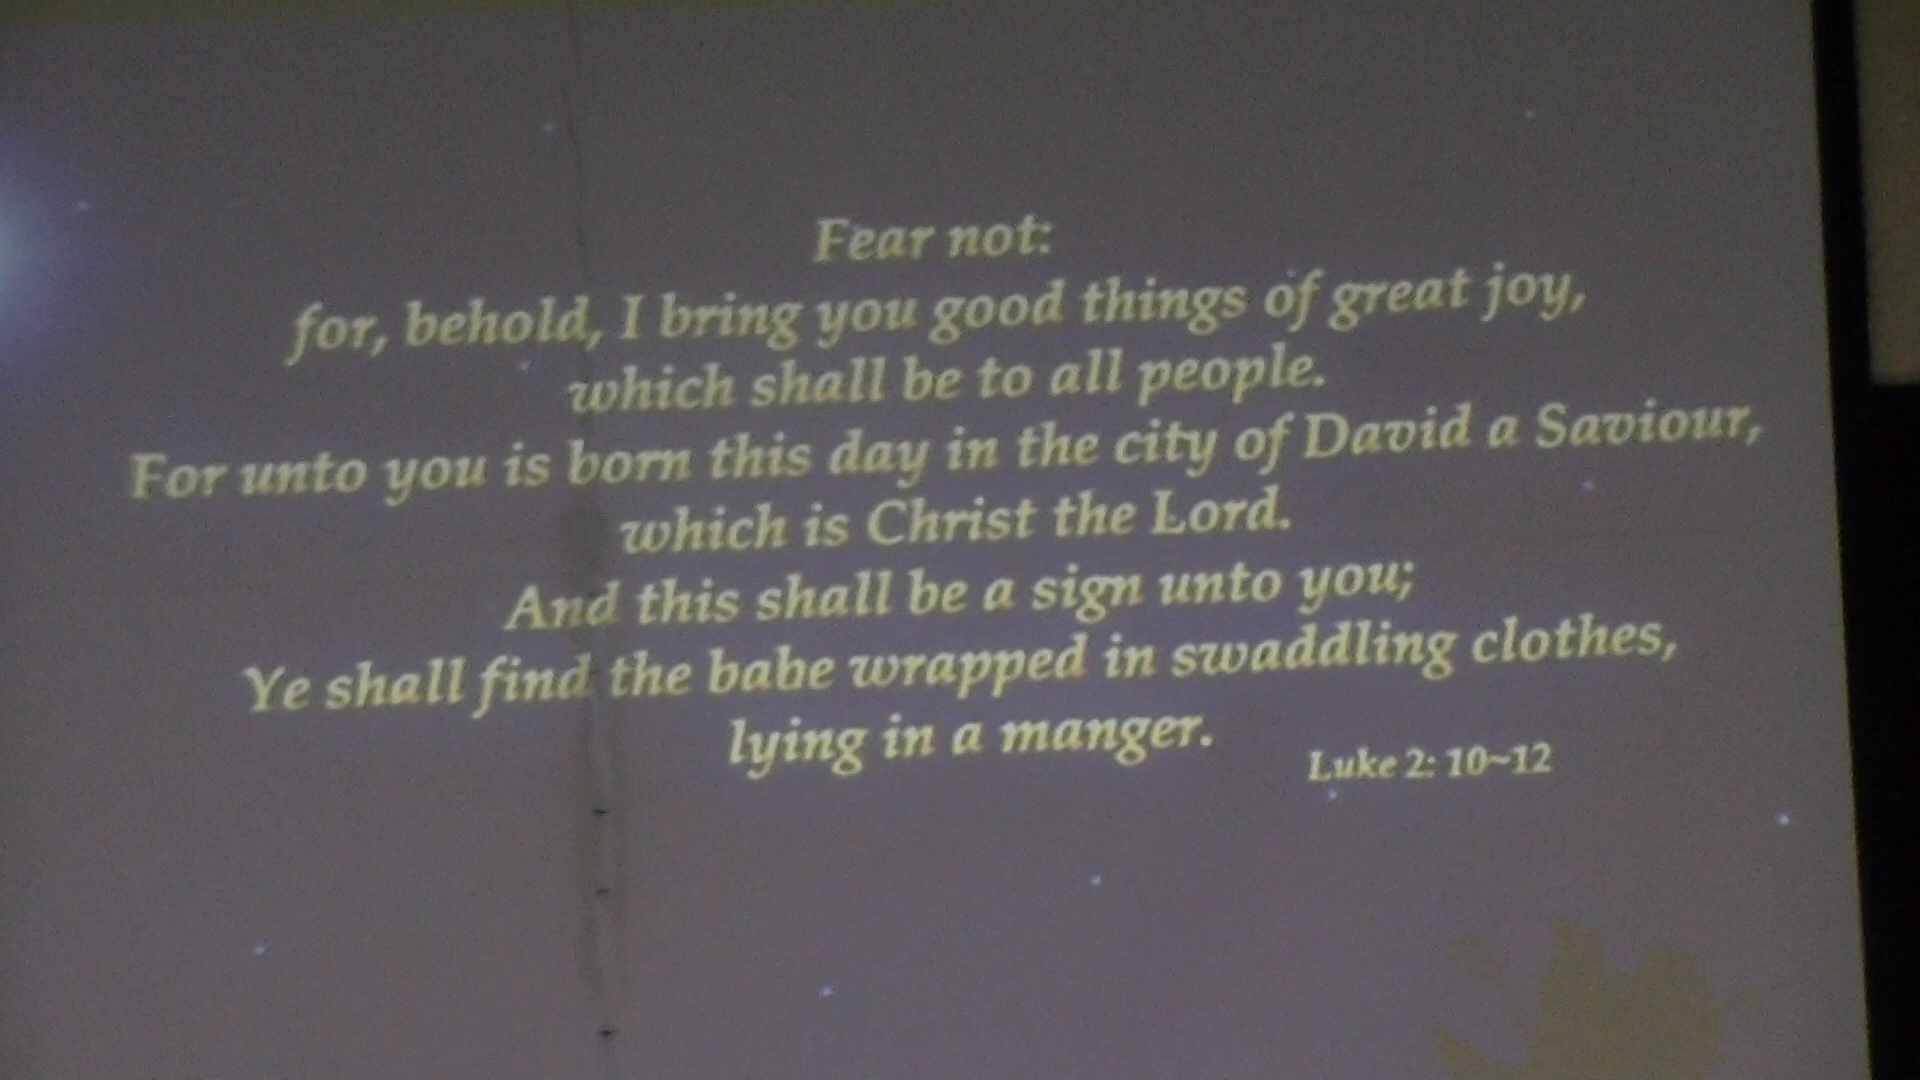 Fear not:
for, behold, I bring you good things of great joy,
which shall be to all people.
For unto you is born this day in the city of David a Saviour,
which is Christ the Lord.
And this shall be a sign unto you;
Ye shall find the babe wrapped in swaddling clothes,
lying in a manger.
Luke 2: 10~12